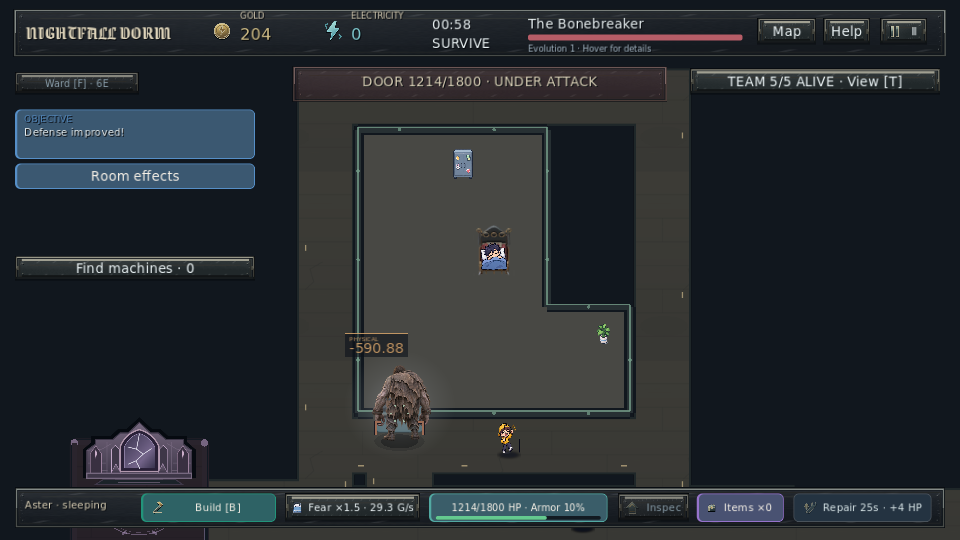 NIGHTFALL DORM
GOLD
204
ELECTRICITY
0
00:58
SURVIVE
The Bonebreaker
Evolution 1 · Hover for details
Map
Help
Ward [F] · 6E
DOOR 1214/1800 · UNDER ATTACK
TEAM 5/5 ALIVE · View [T]
OBJECTIVE
Defense improved!
Room effects
Find machines · 0
PHYSICAL
-590.88
Aster · sleeping
Build [B]
Fear ×1.5 · 29.3 G/s
1214/1800 HP · Armor 10%
Inspec
Items ×0
Repair 25s · +4 HP